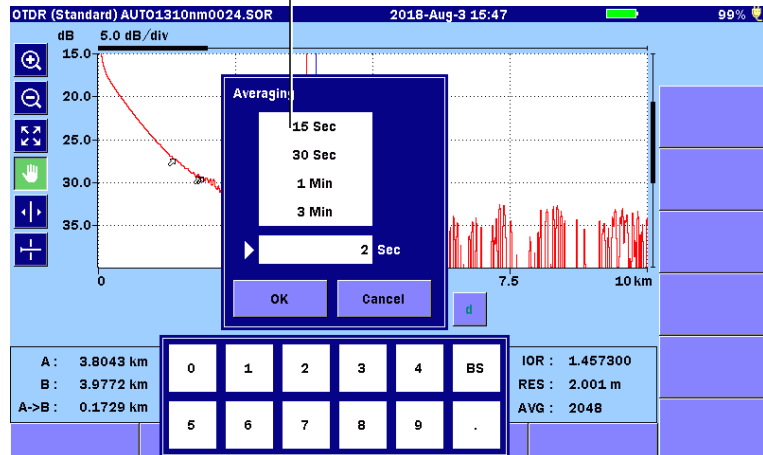 OTDR (Standard) AUTO1310nm0024.SOR 2018-Aug-3 15:47 99%
dB 5.0 dB/div
15.0
20.0
25.0
30.0
35.0
Averaging
15 Sec
30 Sec
1 Min
3 Min
2 Sec
OK Cancel
0 7.5 10 km
d
A : 3.8043 km
B : 3.9772 km
A->B : 0.1729 km
0 1 2 3 4 BS
5 6 7 8 9 .
IOR : 1.457300
RES : 2.001 m
AVG : 2048